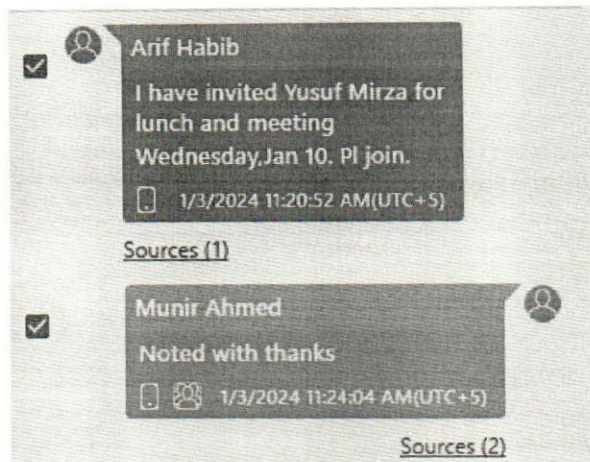 Arif Habib
I have invited Yusuf Mirza for
lunch and meeting
Wednesday,Jan 10. Pl join.
1/3/2024 11:20:52 AM(UTC+5)
Sources (1)
Munir Ahmed
Noted with thanks
1/3/2024 11:24:04 AM(UTC+5)
Sources (2)